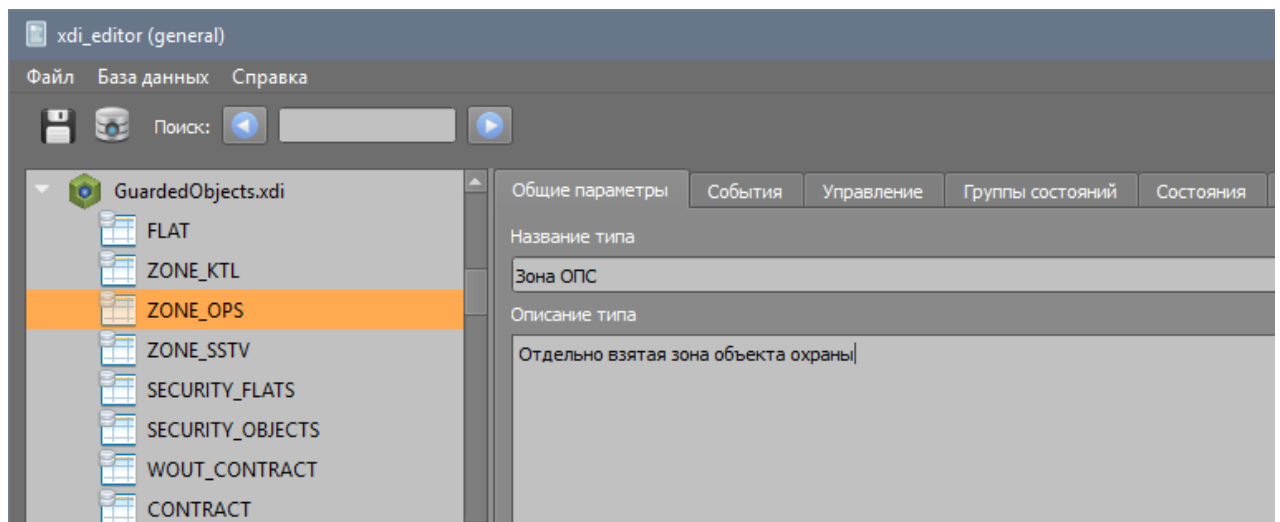 xdi_editor (general)
Файл База данных Справка
Поиск:
GuardedObjects.xdi
FLAT
ZONE_KTL
ZONE_OPS
ZONE_SSTV
SECURITY_FLATS
SECURITY_OBJECTS
WOUT_CONTRACT
CONTRACT
Общие параметры События Управление Группы состояний Состояния
Название типа
Зона ОПС
Описание типа
Отдельно взятая зона объекта охраны